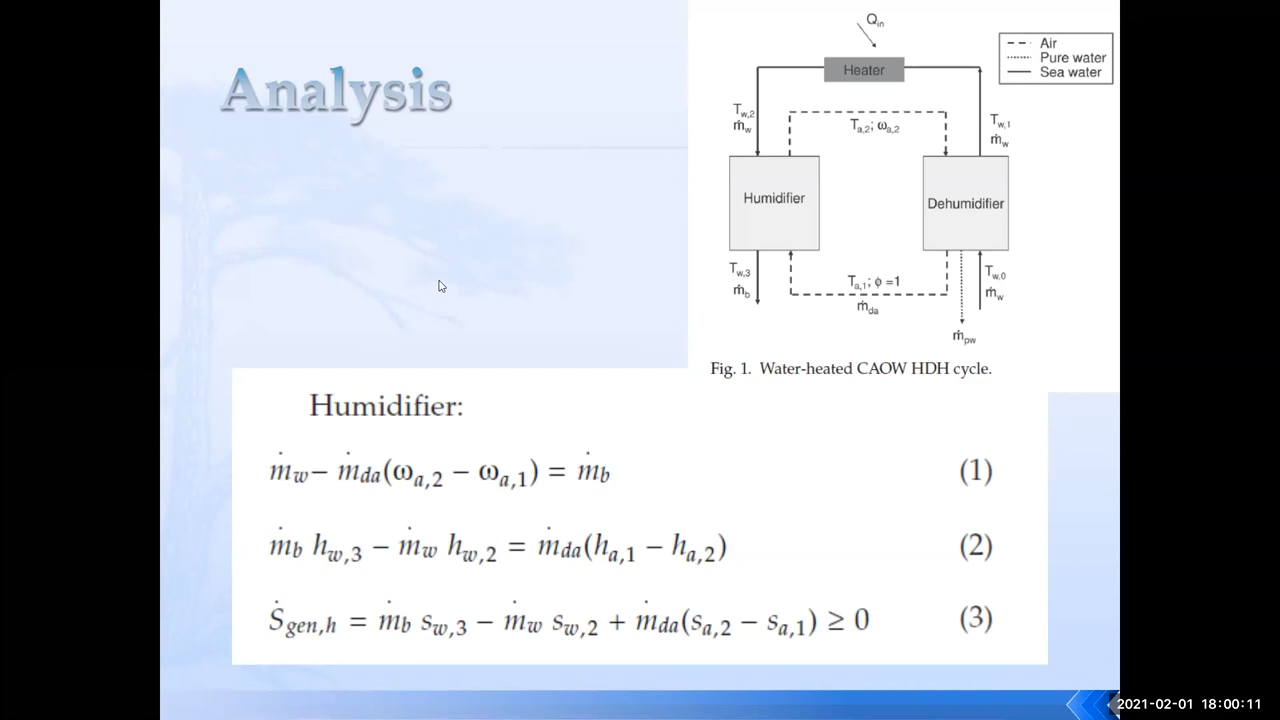 Analysis
Q_in
Heater
Air
Pure water
Sea water
T_w,2
ṁ_w
T_a,2; ω_a,2
T_w,1
ṁ_w
Humidifier
Dehumidifier
T_w,3
ṁ_b
T_a,1; ϕ =1
ṁ_da
T_w,0
ṁ_w
ṁ_pw
Fig. 1. Water-heated CAOW HDH cycle.
Humidifier:
ṁ_w − ṁ_da(ω_a,2 − ω_a,1) = ṁ_b (1)
ṁ_b h_w,3 − ṁ_w h_w,2 = ṁ_da(h_a,1 − h_a,2) (2)
Ṡ_gen,h = ṁ_b s_w,3 − ṁ_w s_w,2 + ṁ_da(s_a,2 − s_a,1) ≥ 0 (3)
2021-02-01 18:00:11